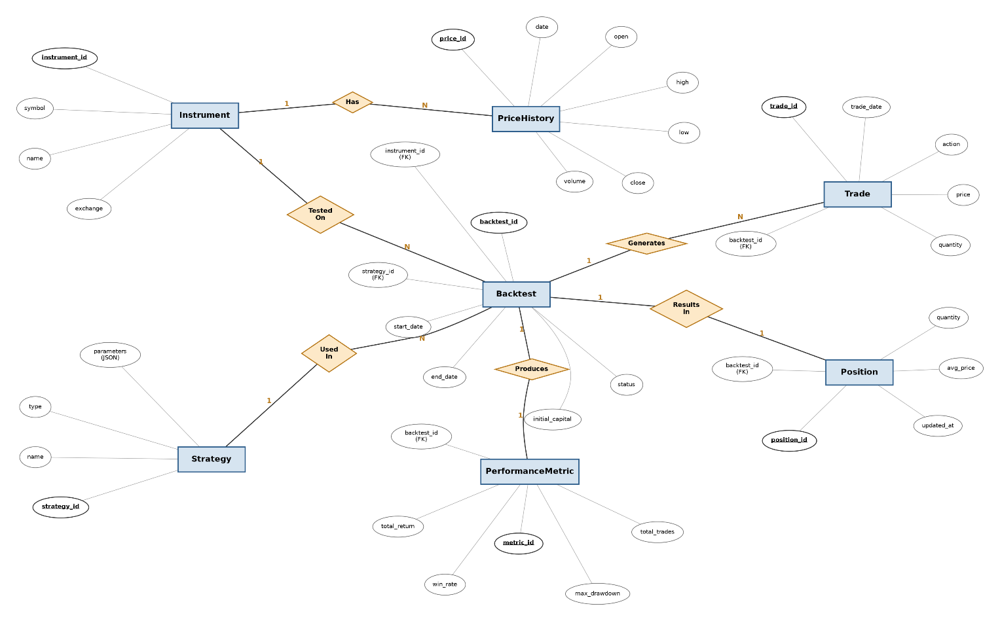 date
price_id
open
instrument_id
high
symbol
Instrument
1
Has
N
PriceHistory
trade_id
trade_date
low
action
name
instrument_id
(FK)
1
volume
close
exchange
Tested
On
Trade
price
N
backtest_id
N
Generates
backtest_id
(FK)
quantity
1
strategy_id
(FK)
Backtest
1
Results
In
quantity
start_date
1
N
1
parameters
(JSON)
Used
In
Produces
end_date
status
backtest_id
(FK)
Position
avg_price
1
type
1
initial_capital
updated_at
backtest_id
(FK)
position_id
name
Strategy
PerformanceMetric
strategy_id
total_return
metric_id
total_trades
win_rate
max_drawdown